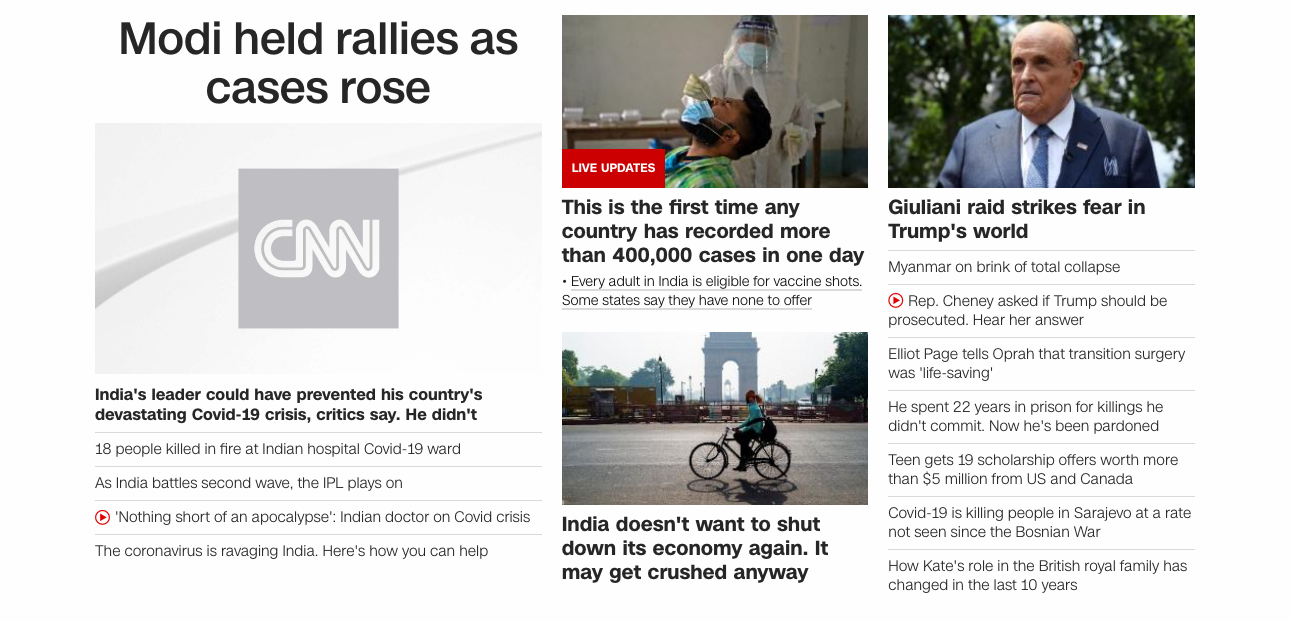 Modi held rallies as
cases rose
CNN
India's leader could have prevented his country's
devastating Covid-19 crisis, critics say. He didn't
18 people killed in fire at Indian hospital Covid-19 ward
As India battles second wave, the IPL plays on
'Nothing short of an apocalypse': Indian doctor on Covid crisis
The coronavirus is ravaging India. Here's how you can help
LIVE UPDATES
This is the first time any
country has recorded more
than 400,000 cases in one day
• Every adult in India is eligible for vaccine shots.
Some states say they have none to offer
India doesn't want to shut
down its economy again. It
may get crushed anyway
Giuliani raid strikes fear in
Trump's world
Myanmar on brink of total collapse
Rep. Cheney asked if Trump should be
prosecuted. Hear her answer
Elliot Page tells Oprah that transition surgery
was 'life-saving'
He spent 22 years in prison for killings he
didn't commit. Now he's been pardoned
Teen gets 19 scholarship offers worth more
than $5 million from US and Canada
Covid-19 is killing people in Sarajevo at a rate
not seen since the Bosnian War
How Kate's role in the British royal family has
changed in the last 10 years